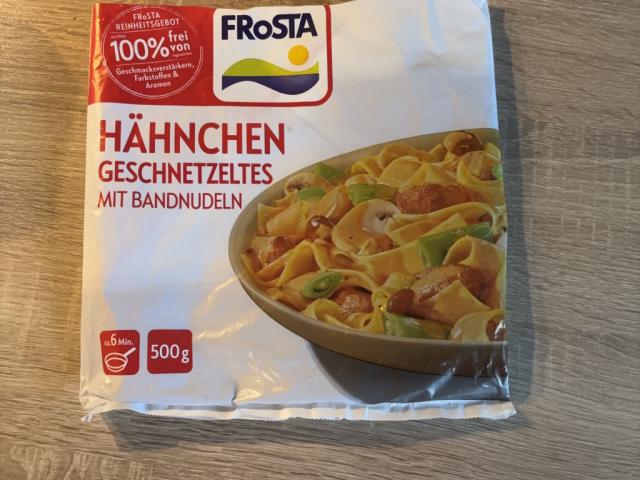 FRoSTA
REINHEITSGEBOT
100% frei
von
Geschmacksverstärkern,
Farbstoffen &
Aromen
FRoSTA
HÄHNCHEN
GESCHNETZELTES
MIT BANDNUDELN
ca.6 Min.
500g